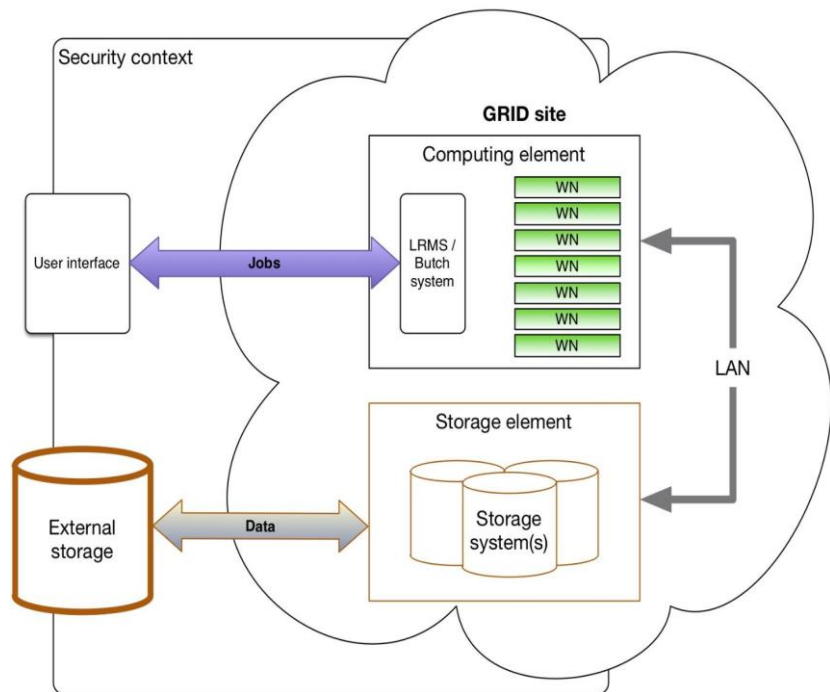 Security context
GRID site
Computing element
WN
WN
WN
WN
WN
WN
WN
LRMS /
Butch
system
User interface
Jobs
LAN
Storage element
Storage
system(s)
External
storage
Data